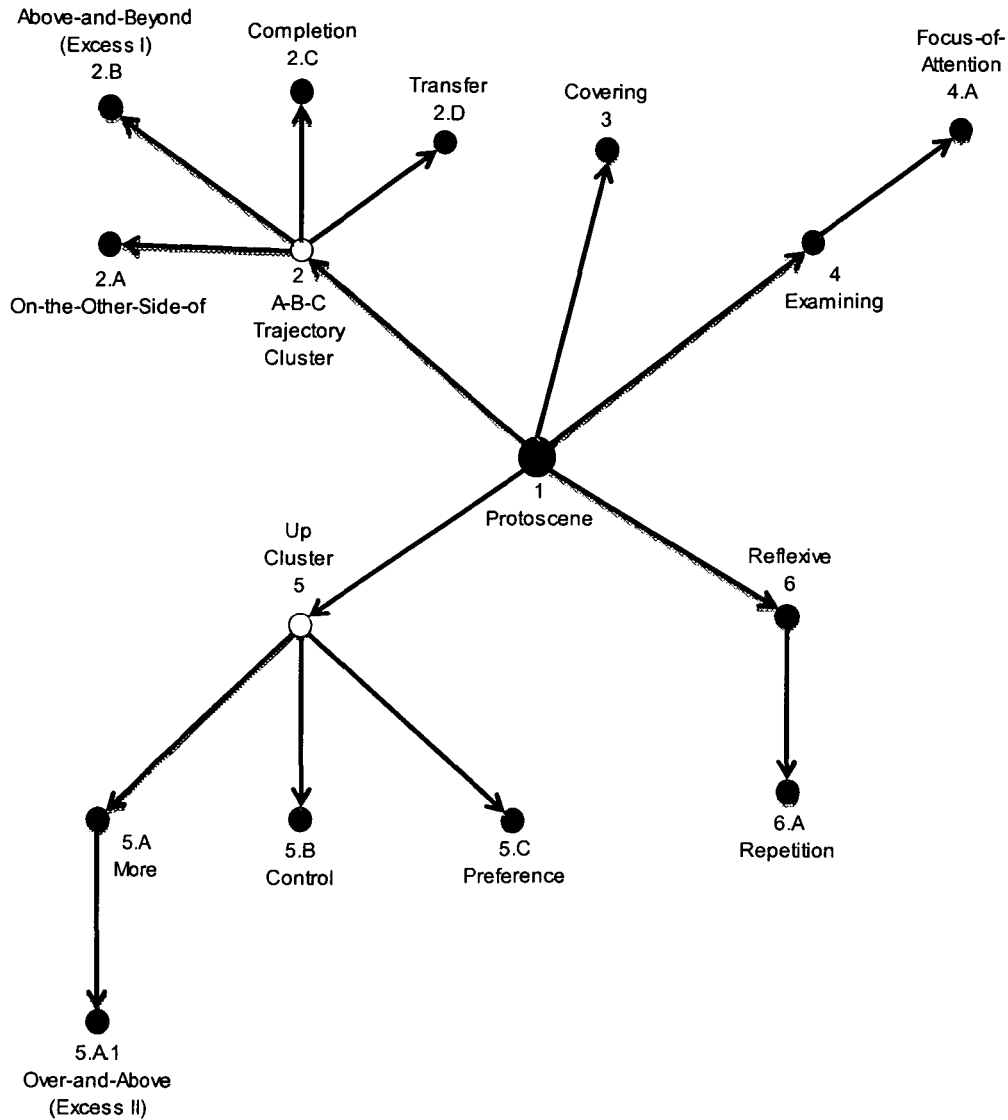 Above-and-Beyond
(Excess I)
2.B
Completion
2.C
Transfer
2.D
Covering
3
Focus-of-
Attention
4.A
2.A
On-the-Other-Side-of
2
A-B-C
Trajectory
Cluster
4
Examining
1
Protoscene
Up
Cluster
5
Reflexive
6
5.A
More
5.B
Control
5.C
Preference
6.A
Repetition
5.A.1
Over-and-Above
(Excess II)